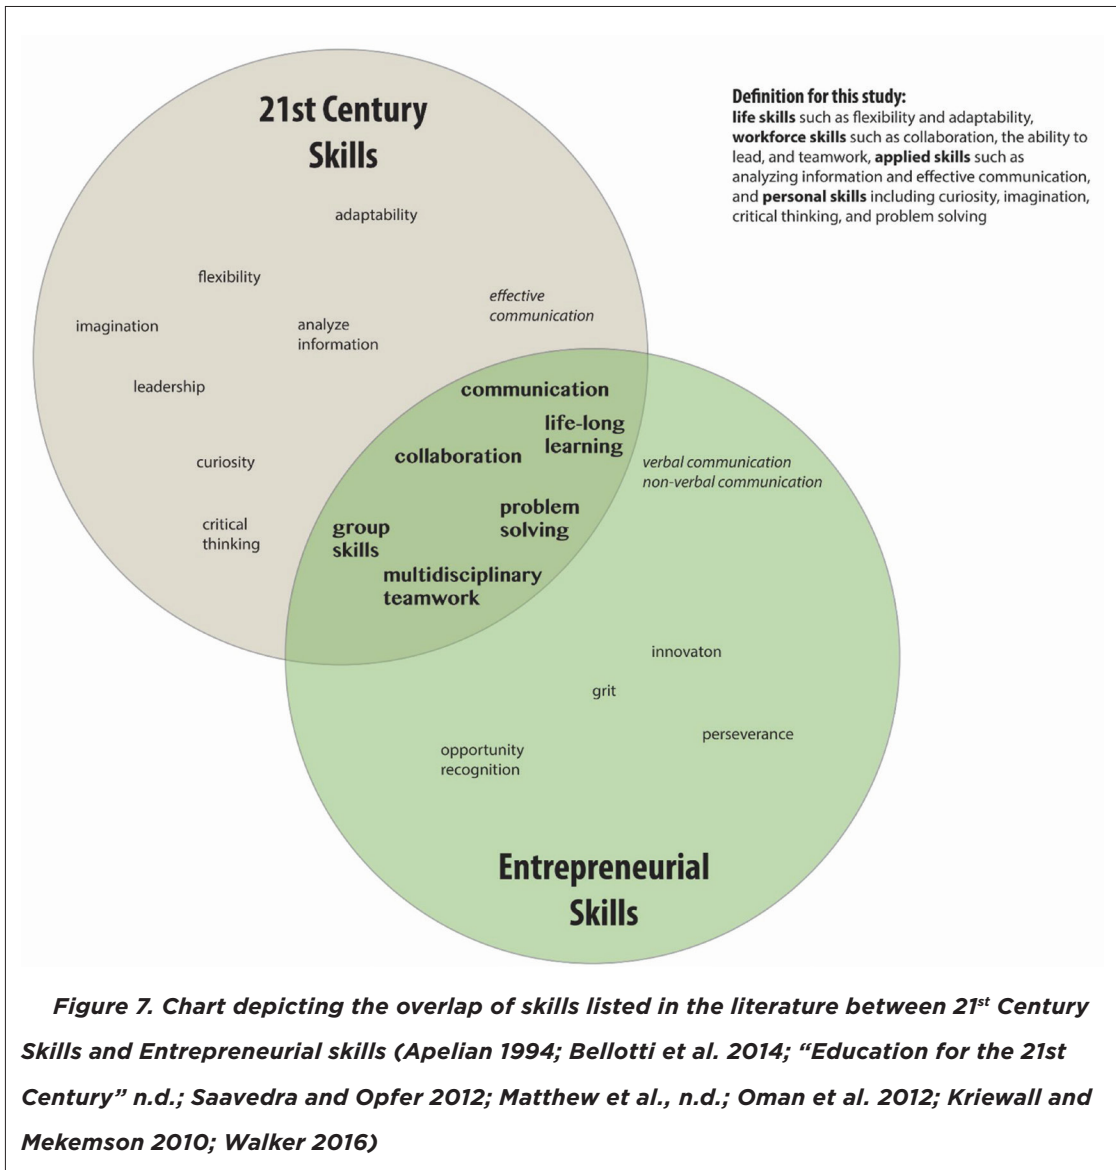 21st Century
Skills
Definition for this study:
life skills such as flexibility and adaptability,
workforce skills such as collaboration, the ability to
lead, and teamwork, applied skills such as
analyzing information and effective communication,
and personal skills including curiosity, imagination,
critical thinking, and problem solving
adaptability
flexibility
effective
communication
imagination
analyze
information
leadership
communication
life-long
learning
collaboration
curiosity
verbal communication
non-verbal communication
problem
solving
critical
thinking
group
skills
multidisciplinary
teamwork
innovaton
grit
perseverance
opportunity
recognition
Entrepreneurial
Skills
Figure 7. Chart depicting the overlap of skills listed in the literature between 21st Century
Skills and Entrepreneurial skills (Apelian 1994; Bellotti et al. 2014; “Education for the 21st
Century” n.d.; Saavedra and Opfer 2012; Matthew et al., n.d.; Oman et al. 2012; Kriewall and
Mekemson 2010; Walker 2016)